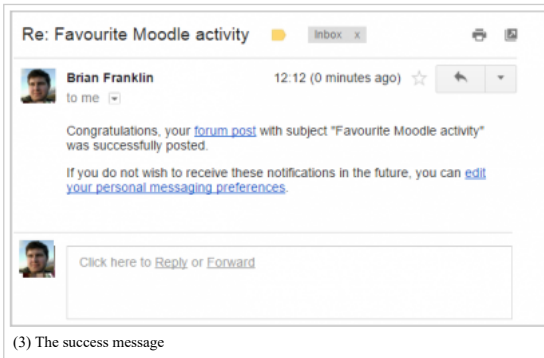 Re: Favourite Moodle activity Inbox x
Brian Franklin 12:12 (0 minutes ago)
to me
Congratulations, your forum post with subject "Favourite Moodle activity"
was successfully posted.
If you do not wish to receive these notifications in the future, you can edit
your personal messaging preferences.
Click here to Reply or Forward
(3) The success message